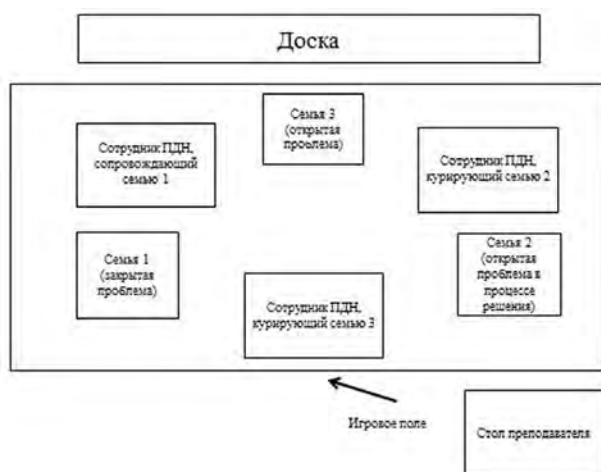 Доска
Семья 3
(открытая
проблема)
Сотрудник ПДН,
сопровождающий
семью 1
Сотрудник ПДН,
курирующий семью 2
Семья 1
(закрытая
проблема)
Семья 2
(открытая
проблема в
процессе
решения)
Сотрудник ПДН,
курирующий семью 3
Игровое поле
Стол преподавателя